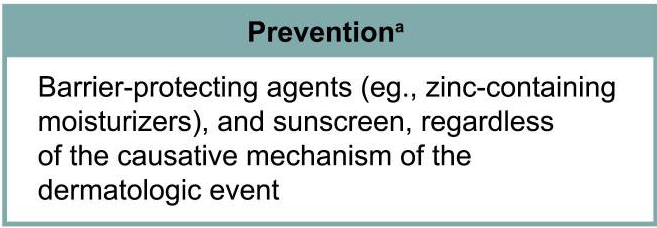 Preventionᵃ
Barrier-protecting agents (eg., zinc-containing
moisturizers), and sunscreen, regardless
of the causative mechanism of the
dermatologic event